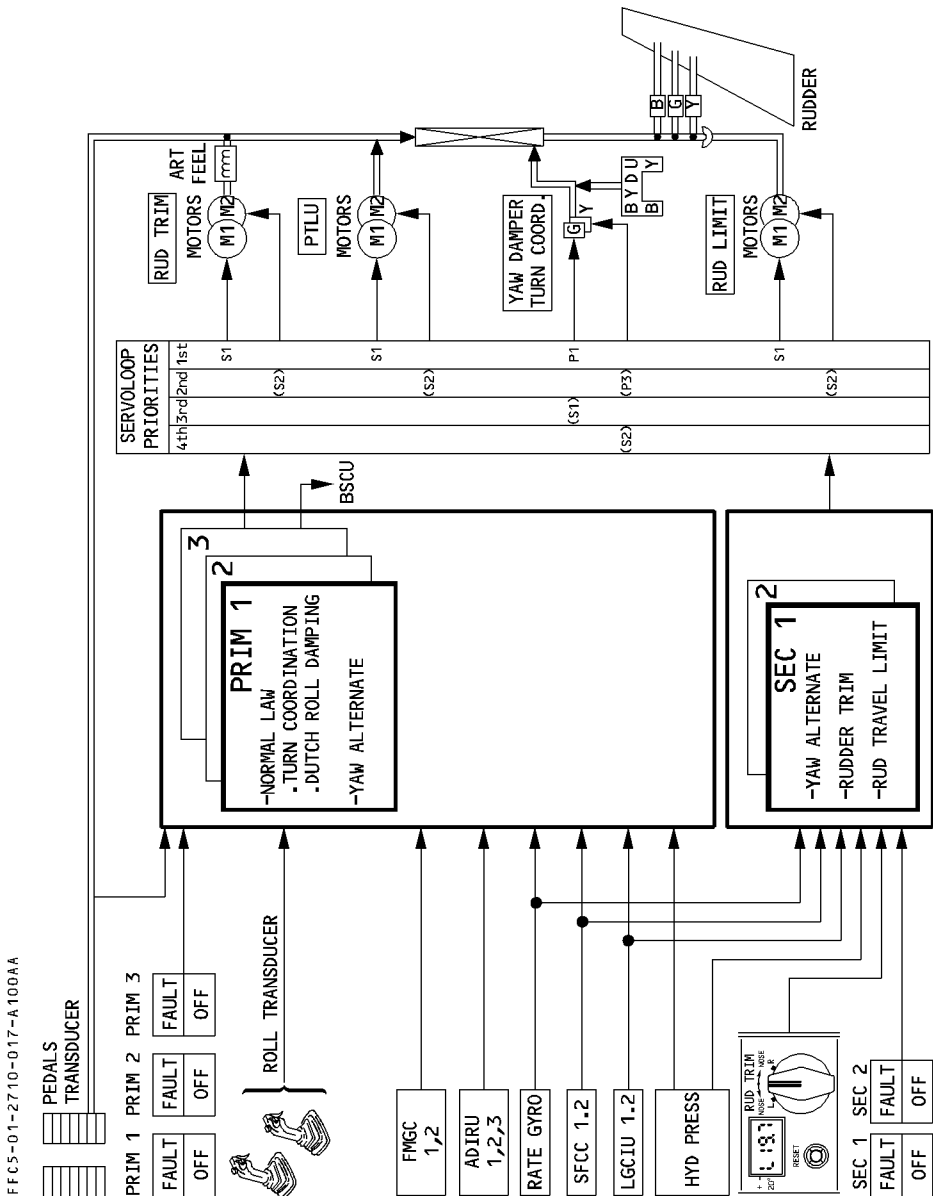 FFC5-01-2710-017-A100AA
PEDALS
TRANSDUCER
PRIM 1 PRIM 2 PRIM 3
FAULT FAULT FAULT
OFF OFF OFF
ROLL TRANSDUCER
FMGC
1,2
ADIRU
1,2,3
RATE GYRO
SFCC 1.2
LGCIU 1.2
HYD PRESS
RUD TRIM
NOSE NOSE
L R
L 19.7
+
-
20°
RESET
SEC 1 SEC 2
FAULT FAULT
OFF OFF
3
2
PRIM 1
-NORMAL LAW
.TURN COORDINATION
.DUTCH ROLL DAMPING
-YAW ALTERNATE
BSCU
2
SEC 1
-YAW ALTERNATE
-RUDDER TRIM
-RUD TRAVEL LIMIT
SERVOLOOP
PRIORITIES
4th 3rd 2nd 1st
S1
(S2)
S1
(S2)
P1
(S1)
(P3)
(S2)
S1
(S2)
RUD TRIM
MOTORS
M1 M2
ART
FEEL
PTLU
MOTORS
M1 M2
YAW DAMPER
TURN COORD.
G Y
B Y D U
B Y
RUD LIMIT
MOTORS
M1 M2
B
G
Y
RUDDER